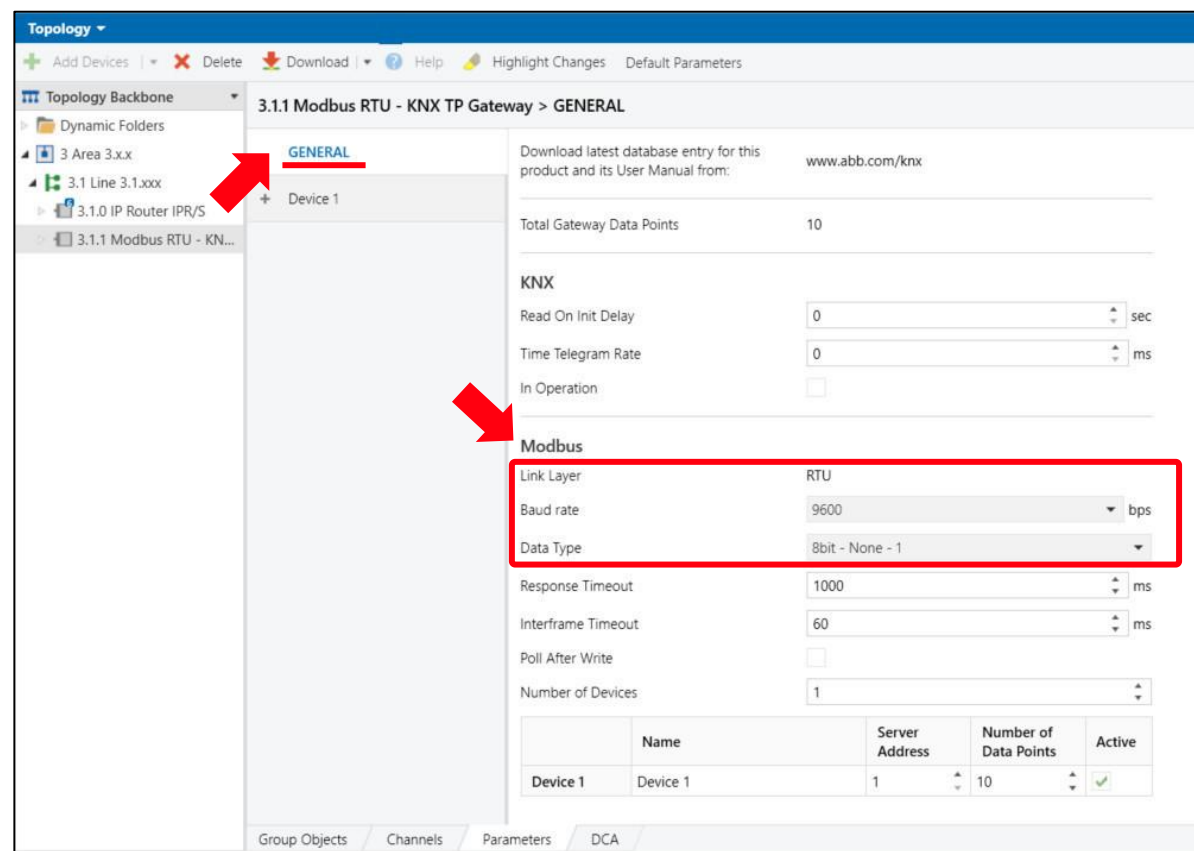 Topology
Add Devices Delete Download Help Highlight Changes Default Parameters
Topology Backbone
Dynamic Folders
3 Area 3.x.x
3.1 Line 3.1.xxx
3.1.0 IP Router IPR/S
3.1.1 Modbus RTU - KN...
3.1.1 Modbus RTU - KNX TP Gateway > GENERAL
GENERAL
+ Device 1
Download latest database entry for this
product and its User Manual from:
www.abb.com/knx
Total Gateway Data Points 10
KNX
Read On Init Delay 0 sec
Time Telegram Rate 0 ms
In Operation
Modbus
Link Layer RTU
Baud rate 9600 bps
Data Type 8bit - None - 1
Response Timeout 1000 ms
Interframe Timeout 60 ms
Poll After Write
Number of Devices 1
Name Server Address Number of Data Points Active
Device 1 Device 1 1 10
Group Objects Channels Parameters DCA